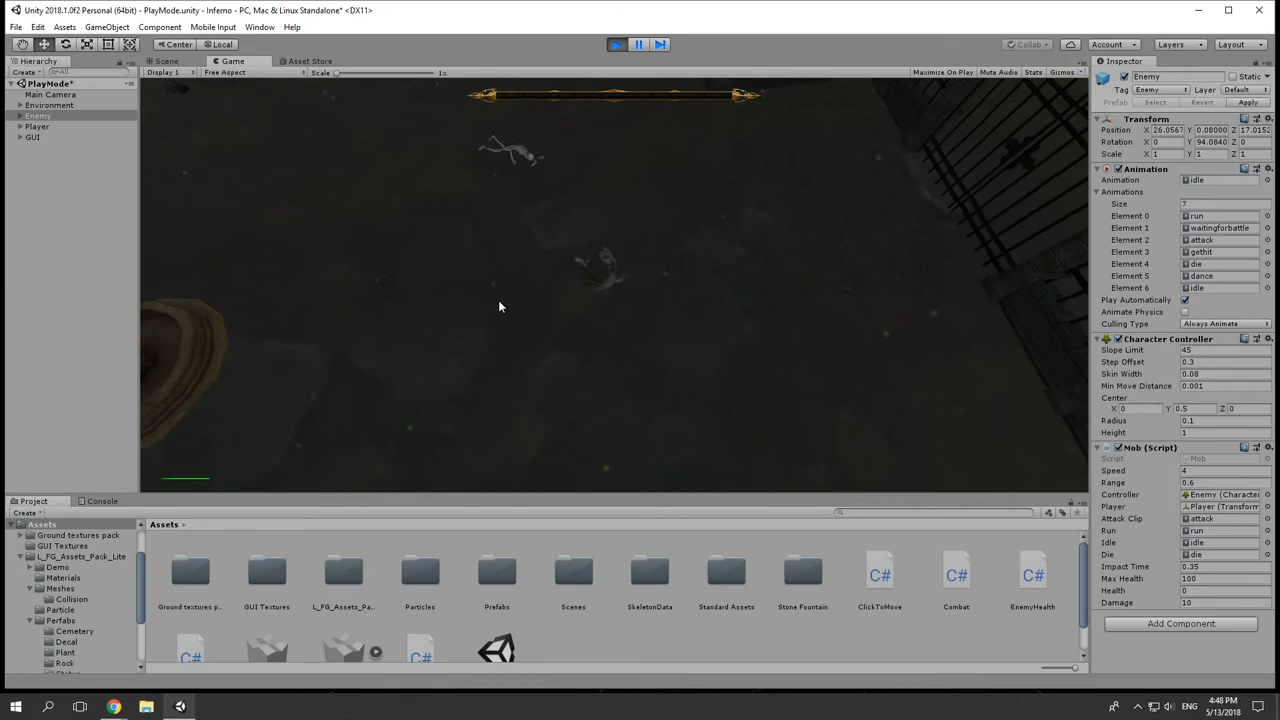 Unity 2018.1.0f2 Personal (64bit) - PlayMode.unity - Inferno - PC, Mac & Linux Standalone* <DX11>
File Edit Assets GameObject Component Mobile Input Window Help
Center Local Collab Account Layers Layout
Hierarchy Scene Game Asset Store Inspector
Create All Display 1 Free Aspect Scale 1x Maximize On Play Mute Audio Stats Gizmos Enemy Static
PlayMode*
Main Camera
Environment
Enemy
Player
GUI
Tag Enemy Layer Default
Prefab Select Revert Apply
Transform
Position X 26.0567 Y 0.08000 Z 17.0152
Rotation X 0 Y 94.0840 Z 0
Scale X 1 Y 1 Z 1
Animation
Animation idle
Animations
Size 7
Element 0 run
Element 1 waitingforbattle
Element 2 attack
Element 3 gethit
Element 4 die
Element 5 dance
Element 6 idle
Play Automatically
Animate Physics
Culling Type Always Animate
Character Controller
Slope Limit 45
Step Offset 0.3
Skin Width 0.08
Min Move Distance 0.001
Center
X 0 Y 0.5 Z 0
Radius 0.1
Height 1
Mob (Script)
Script Mob
Speed 4
Range 0.6
Controller Enemy (Character
Player Player (Transform
Attack Clip attack
Run run
Idle idle
Die die
Impact Time 0.35
Max Health 100
Health 0
Damage 10
Add Component
Project Console
Create
Assets
Ground textures pack
GUI Textures
L_FG_Assets_Pack_Lite
Demo
Materials
Meshes
Collision
Particle
Perfabs
Cemetery
Decal
Plant
Rock
Assets
Ground textures p... GUI Textures L_FG_Assets_Pa... Particles Prefabs Scenes SkeletonData Standard Assets Stone Fountain ClickToMove Combat EnemyHealth
C# C# C#
C# C#
4:48 PM
5/13/2018